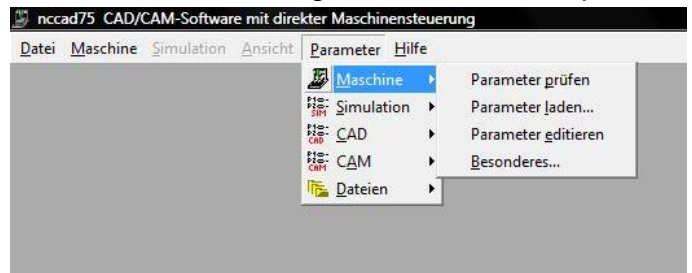 nccad75 CAD/CAM-Software mit direkter Maschinensteuerung
Datei Maschine Simulation Ansicht Parameter Hilfe
Maschine
Simulation
CAD
CAM
Dateien
Parameter prüfen
Parameter laden...
Parameter editieren
Besonderes...